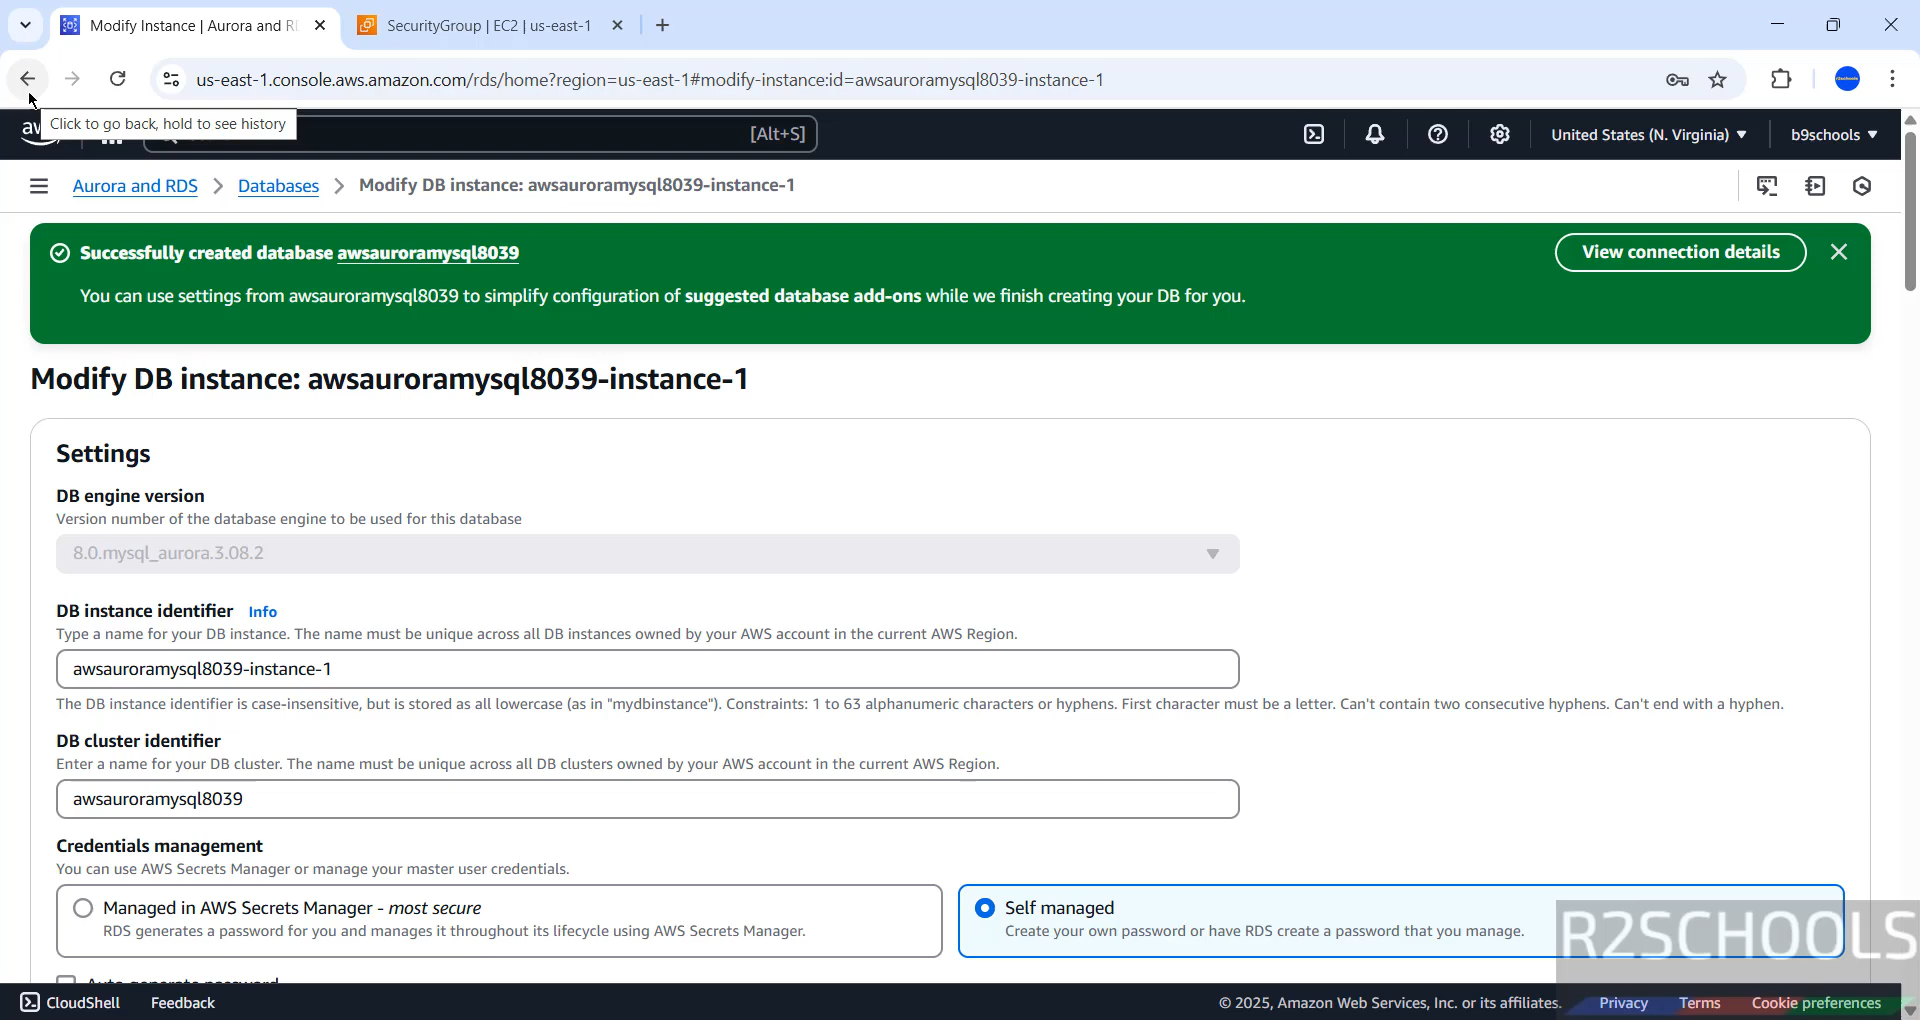 Modify Instance | Aurora and R
SecurityGroup | EC2 | us-east-1
us-east-1.console.aws.amazon.com/rds/home?region=us-east-1#modify-instance:id=awsauroramysql8039-instance-1
Click to go back, hold to see history
[Alt+S]
United States (N. Virginia)
b9schools
Aurora and RDS
Databases
Modify DB instance: awsauroramysql8039-instance-1
Successfully created database awsauroramysql8039
View connection details
You can use settings from awsauroramysql8039 to simplify configuration of suggested database add-ons while we finish creating your DB for you.
Modify DB instance: awsauroramysql8039-instance-1
Settings
DB engine version
Version number of the database engine to be used for this database
8.0.mysql_aurora.3.08.2
DB instance identifier Info
Type a name for your DB instance. The name must be unique across all DB instances owned by your AWS account in the current AWS Region.
awsauroramysql8039-instance-1
The DB instance identifier is case-insensitive, but is stored as all lowercase (as in "mydbinstance"). Constraints: 1 to 63 alphanumeric characters or hyphens. First character must be a letter. Can't contain two consecutive hyphens. Can't end with a hyphen.
DB cluster identifier
Enter a name for your DB cluster. The name must be unique across all DB clusters owned by your AWS account in the current AWS Region.
awsauroramysql8039
Credentials management
You can use AWS Secrets Manager or manage your master user credentials.
Managed in AWS Secrets Manager - most secure
RDS generates a password for you and manages it throughout its lifecycle using AWS Secrets Manager.
Self managed
Create your own password or have RDS create a password that you manage.
R2SCHOOLS
Auto generate password
CloudShell
Feedback
© 2025, Amazon Web Services, Inc. or its affiliates.
Privacy
Terms
Cookie preferences